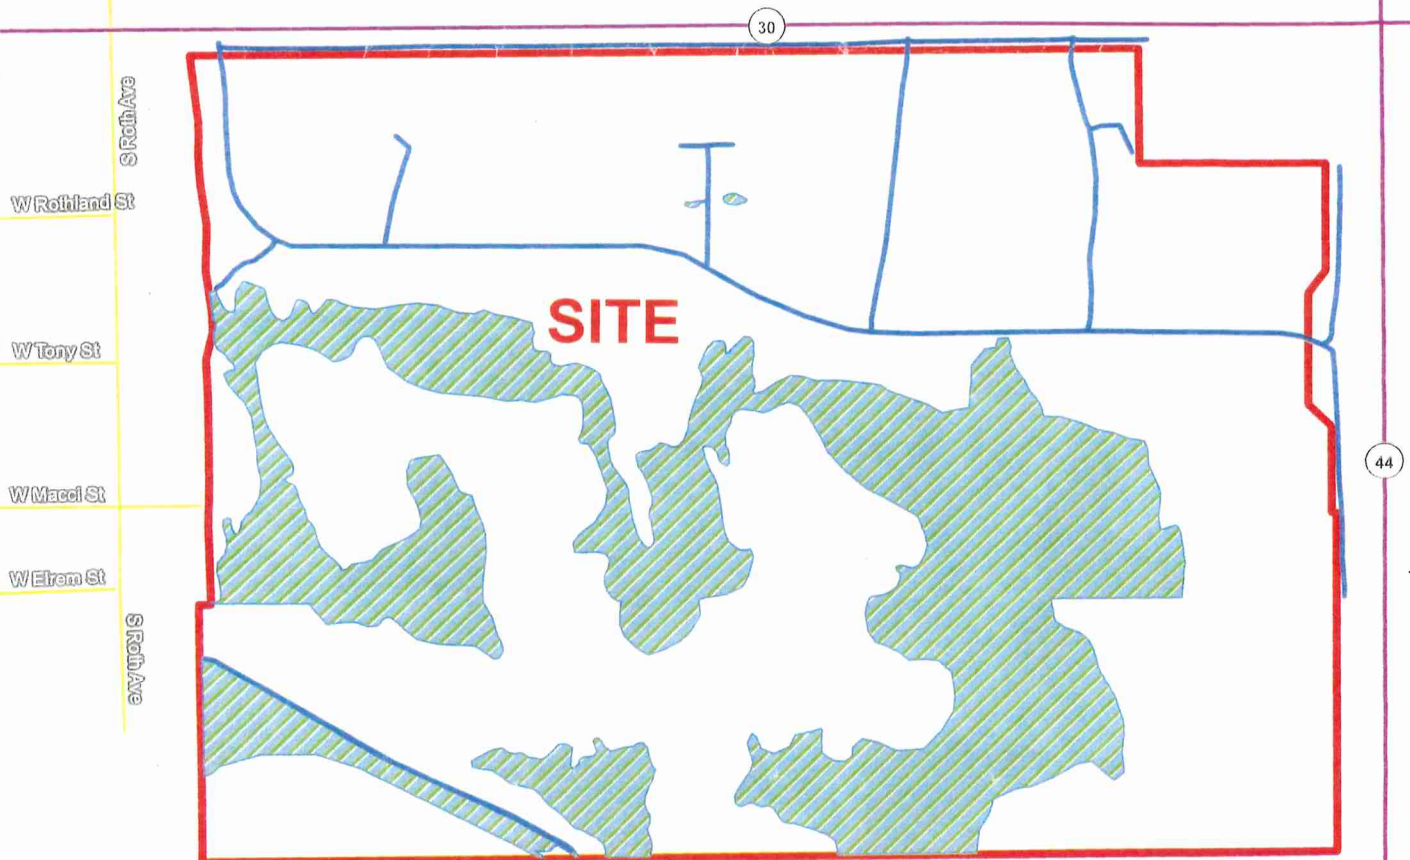 30
S Roth Ave
W Rothland St
SITE
W Tony St
44
W Macci St
W Elrem St
S Roth Ave